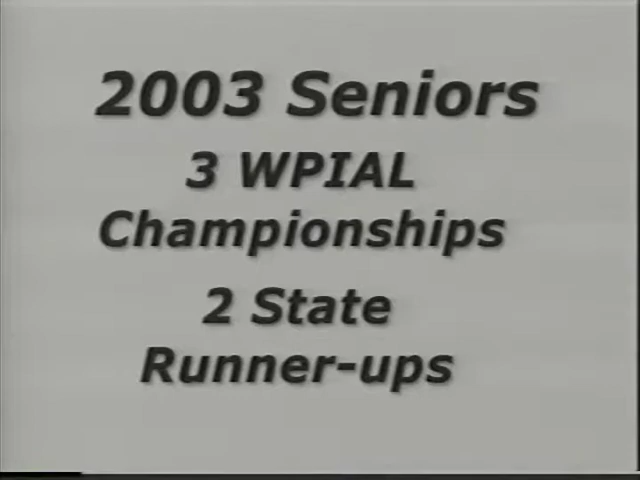 2003 Seniors
3 WPIAL
Championships
2 State
Runner-ups